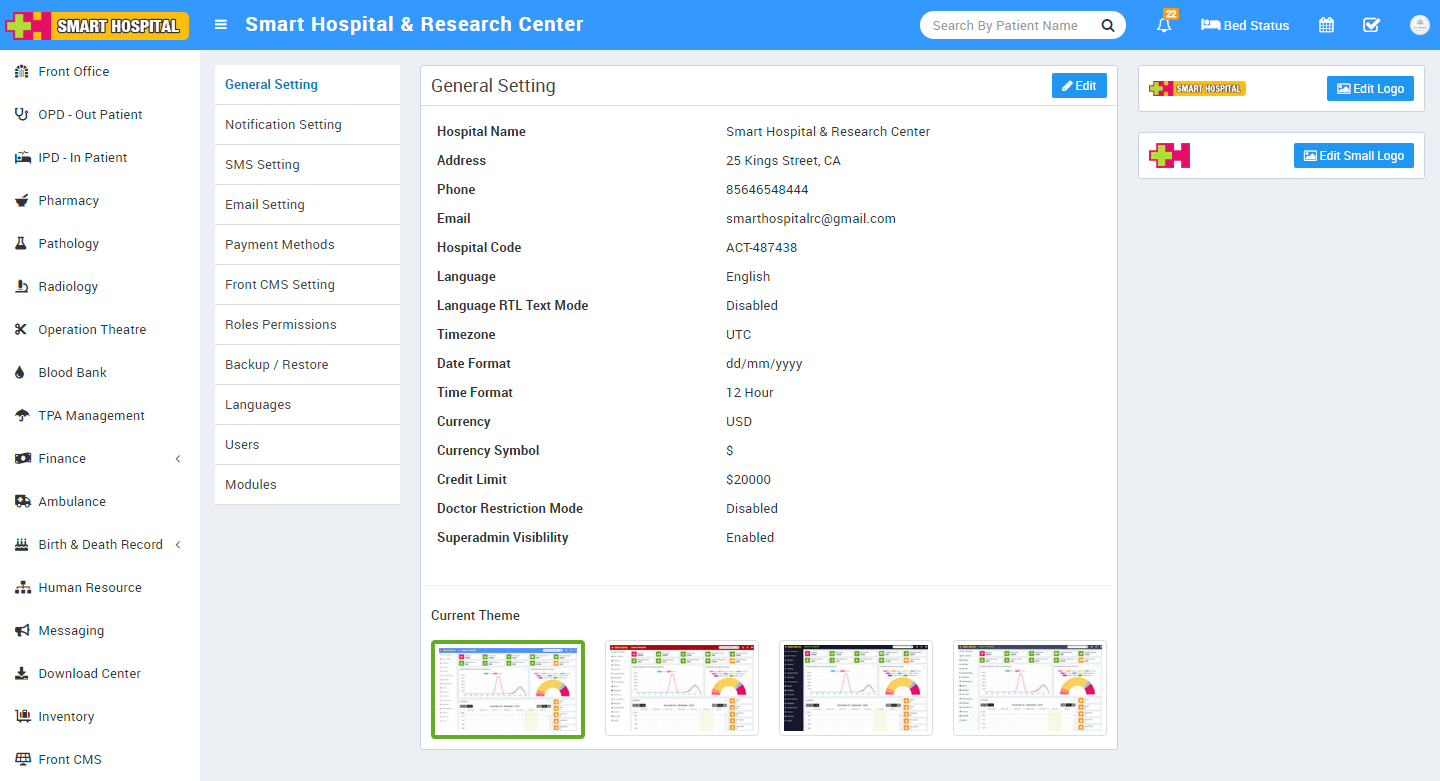 SMART HOSPITAL
Smart Hospital & Research Center
Search By Patient Name
22
Bed Status
Front Office
OPD - Out Patient
IPD - In Patient
Pharmacy
Pathology
Radiology
Operation Theatre
Blood Bank
TPA Management
Finance
Ambulance
Birth & Death Record
Human Resource
Messaging
Download Center
Inventory
Front CMS
General Setting
Notification Setting
SMS Setting
Email Setting
Payment Methods
Front CMS Setting
Roles Permissions
Backup / Restore
Languages
Users
Modules
General Setting
Edit
Hospital Name Smart Hospital & Research Center
Address 25 Kings Street, CA
Phone 85646548444
Email smarthospitalrc@gmail.com
Hospital Code ACT-487438
Language English
Language RTL Text Mode Disabled
Timezone UTC
Date Format dd/mm/yyyy
Time Format 12 Hour
Currency USD
Currency Symbol $
Credit Limit $20000
Doctor Restriction Mode Disabled
Superadmin Visiblility Enabled
Current Theme
SMART HOSPITAL
Edit Logo
Edit Small Logo